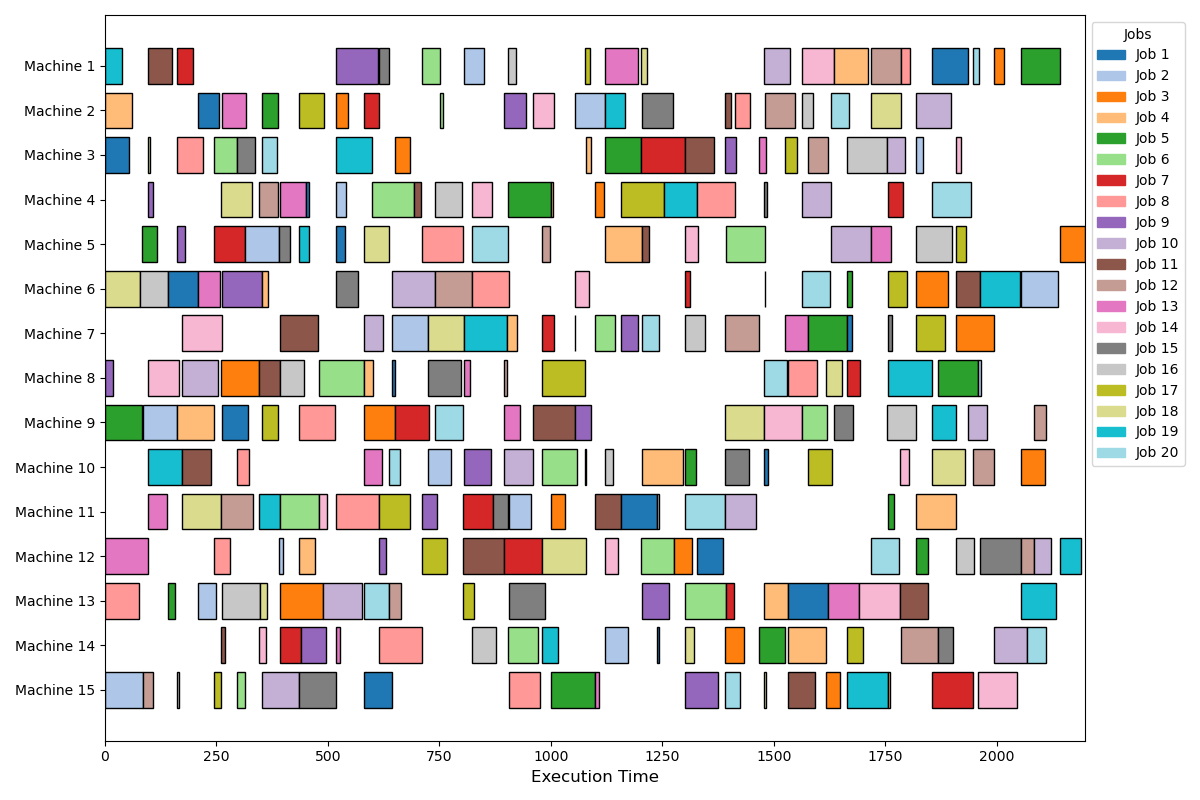 Machine 1
Machine 2
Machine 3
Machine 4
Machine 5
Machine 6
Machine 7
Machine 8
Machine 9
Machine 10
Machine 11
Machine 12
Machine 13
Machine 14
Machine 15
0 250 500 750 1000 1250 1500 1750 2000
Execution Time
Jobs
Job 1
Job 2
Job 3
Job 4
Job 5
Job 6
Job 7
Job 8
Job 9
Job 10
Job 11
Job 12
Job 13
Job 14
Job 15
Job 16
Job 17
Job 18
Job 19
Job 20